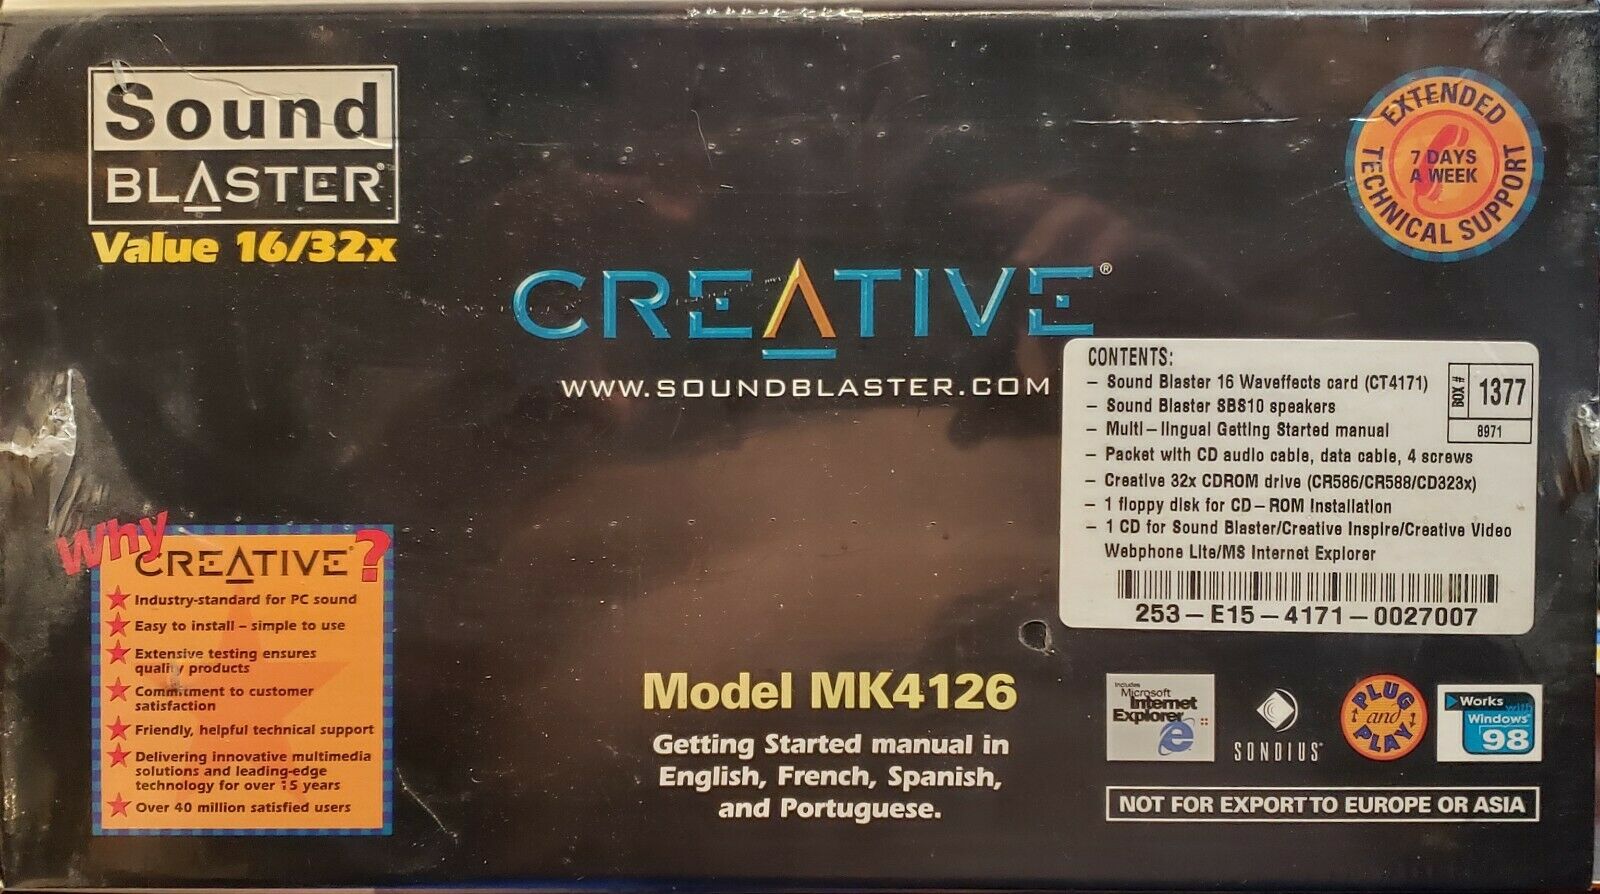 Sound
BLASTER®
Value 16/32x
EXTENDED
TECHNICAL SUPPORT
7 DAYS
A WEEK
CREATIVE®
WWW.SOUNDBLASTER.COM
CONTENTS:
– Sound Blaster 16 Waveffects card (CT4171)
– Sound Blaster SBS10 speakers
– Multi–lingual Getting Started manual
– Packet with CD audio cable, data cable, 4 screws
– Creative 32x CDROM drive (CR586/CR588/CD323x)
– 1 floppy disk for CD–ROM Installation
– 1 CD for Sound Blaster/Creative Inspire/Creative Video
Webphone Lite/MS Internet Explorer
BOX #
1377
8971
253–E15–4171–0027007
Why
CREATIVE®?
Industry-standard for PC sound
Easy to install – simple to use
Extensive testing ensures
quality products
Commitment to customer
satisfaction
Friendly, helpful technical support
Delivering innovative multimedia
solutions and leading-edge
technology for over 15 years
Over 40 million satisfied users
Model MK4126
Getting Started manual in
English, French, Spanish,
and Portuguese.
Includes
Microsoft
Internet
Explorer
SONDIUS
PLUG
and
PLAY
Works
with
Windows
98
NOT FOR EXPORT TO EUROPE OR ASIA